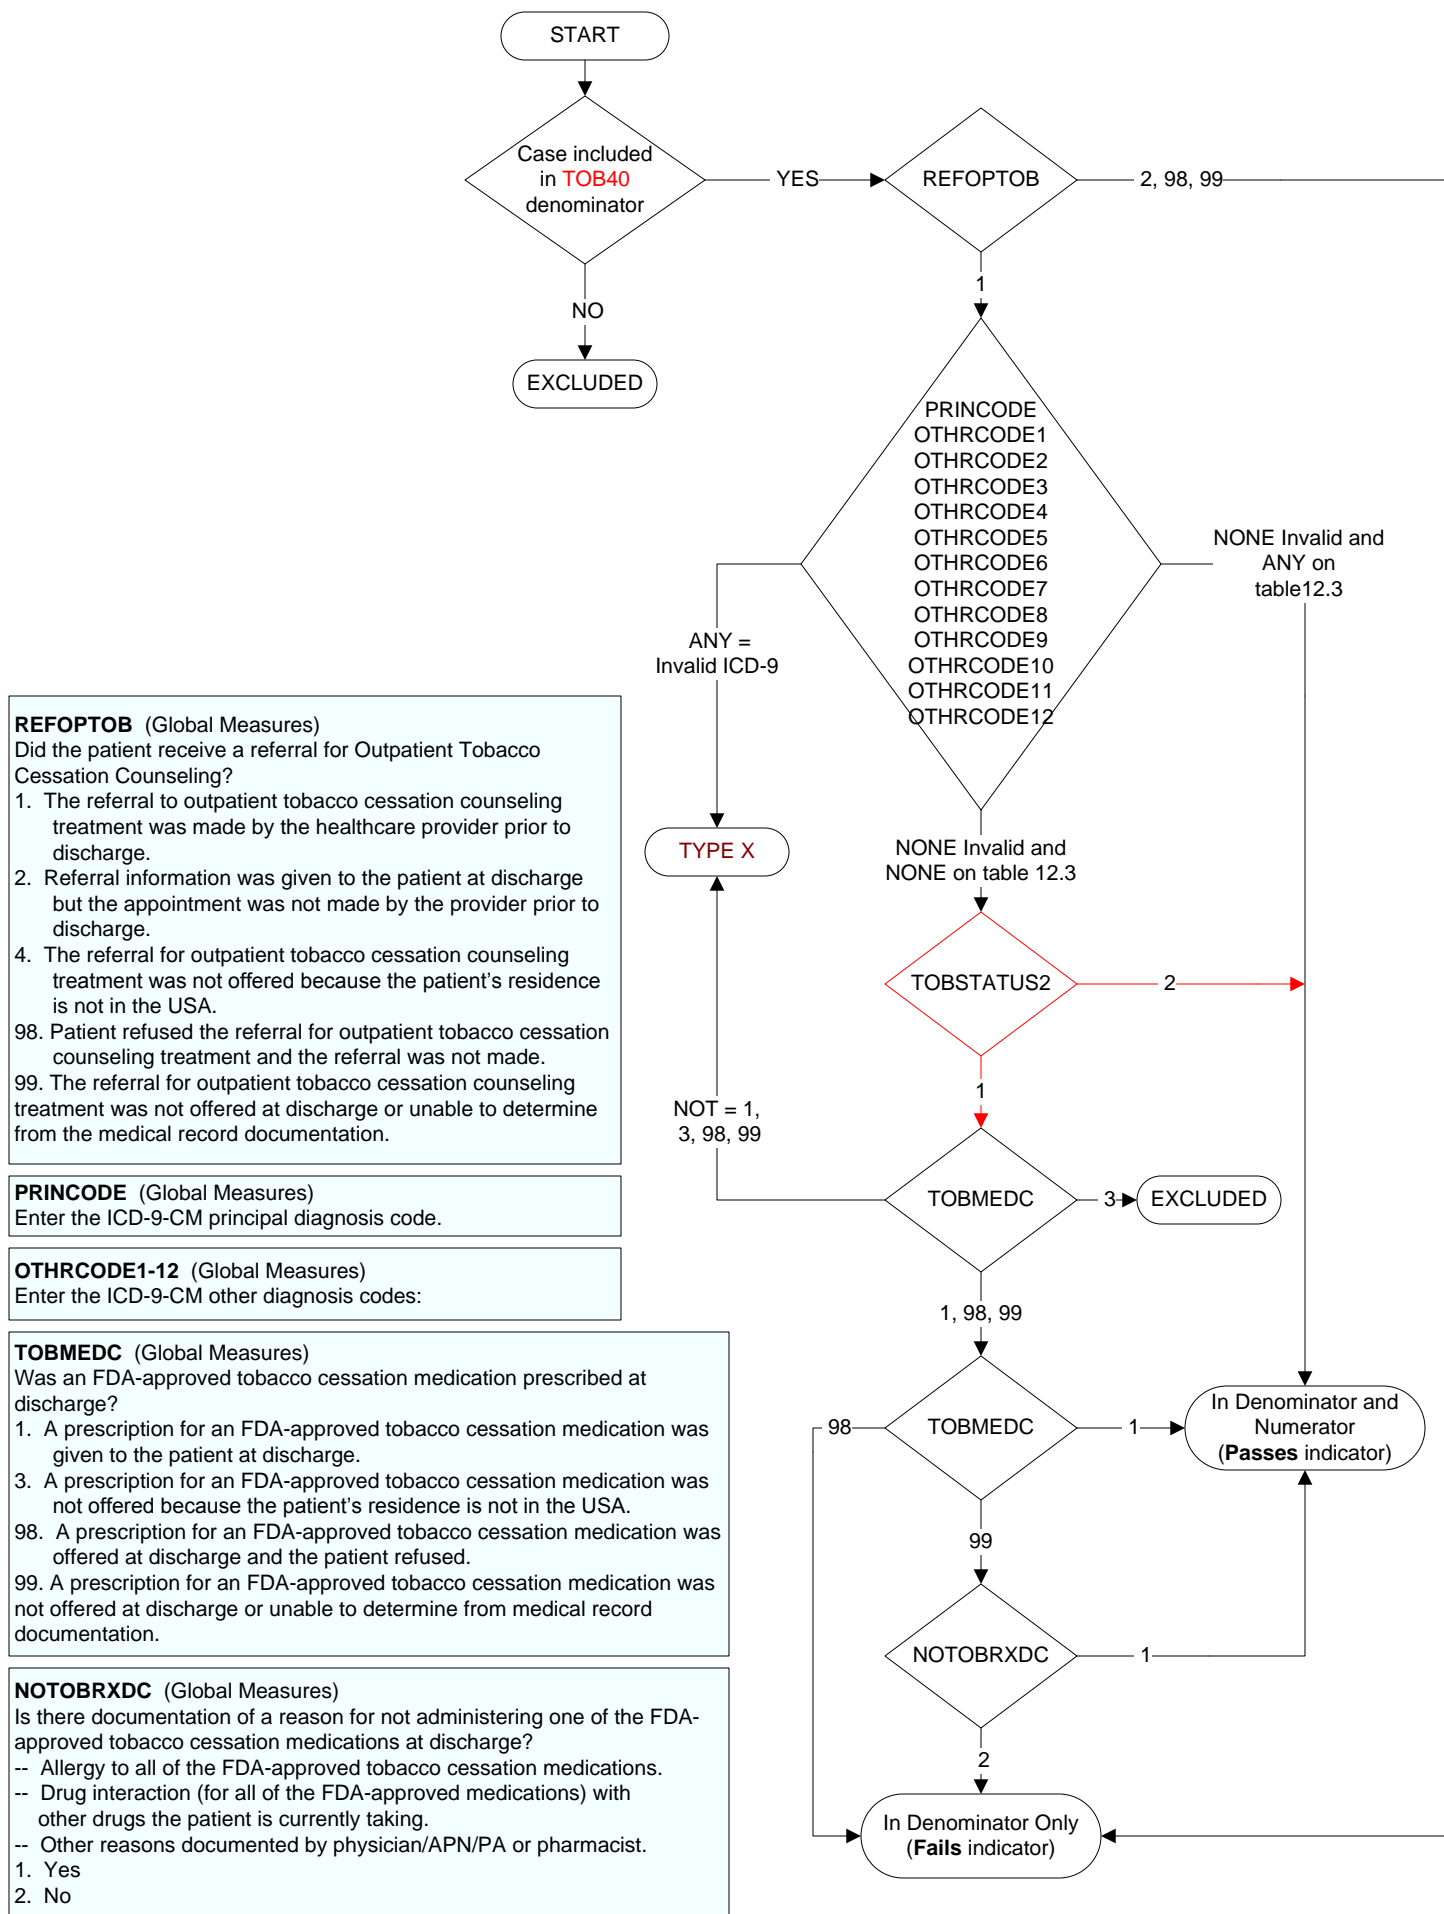 START
Case included
in TOB40
denominator
YES
REFOPTOB
2, 98, 99
NO
1
EXCLUDED
PRINCODE
OTHRCODE1
OTHRCODE2
OTHRCODE3
OTHRCODE4
OTHRCODE5
OTHRCODE6
OTHRCODE7
OTHRCODE8
OTHRCODE9
OTHRCODE10
OTHRCODE11
OTHRCODE12
NONE Invalid and
ANY on
table12.3
ANY =
Invalid ICD-9
TYPE X
NONE Invalid and
NONE on table 12.3
TOBSTATUS2
2
1
NOT = 1,
3, 98, 99
TOBMEDC
3
EXCLUDED
1, 98, 99
TOBMEDC
98
1
In Denominator and
Numerator
(Passes indicator)
99
NOTOBRXDC
1
2
In Denominator Only
(Fails indicator)
REFOPTOB (Global Measures)
Did the patient receive a referral for Outpatient Tobacco
Cessation Counseling?
1. The referral to outpatient tobacco cessation counseling
treatment was made by the healthcare provider prior to
discharge.
2. Referral information was given to the patient at discharge
but the appointment was not made by the provider prior to
discharge.
4. The referral for outpatient tobacco cessation counseling
treatment was not offered because the patient's residence
is not in the USA.
98. Patient refused the referral for outpatient tobacco cessation
counseling treatment and the referral was not made.
99. The referral for outpatient tobacco cessation counseling
treatment was not offered at discharge or unable to determine
from the medical record documentation.
PRINCODE (Global Measures)
Enter the ICD-9-CM principal diagnosis code.
OTHRCODE1-12 (Global Measures)
Enter the ICD-9-CM other diagnosis codes:
TOBMEDC (Global Measures)
Was an FDA-approved tobacco cessation medication prescribed at
discharge?
1. A prescription for an FDA-approved tobacco cessation medication was
given to the patient at discharge.
3. A prescription for an FDA-approved tobacco cessation medication was
not offered because the patient's residence is not in the USA.
98. A prescription for an FDA-approved tobacco cessation medication was
offered at discharge and the patient refused.
99. A prescription for an FDA-approved tobacco cessation medication was
not offered at discharge or unable to determine from medical record
documentation.
NOTOBRXDC (Global Measures)
Is there documentation of a reason for not administering one of the FDA-
approved tobacco cessation medications at discharge?
-- Allergy to all of the FDA-approved tobacco cessation medications.
-- Drug interaction (for all of the FDA-approved medications) with
other drugs the patient is currently taking.
-- Other reasons documented by physician/APN/PA or pharmacist.
1. Yes
2. No